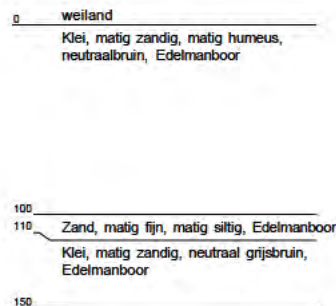 0 weiland
Klei, matig zandig, matig humeus,
neutraalbruin, Edelmanboor
100
110 Zand, matig fijn, matig siltig, Edelmanboor
Klei, matig zandig, neutraal grijsbruin,
Edelmanboor
150